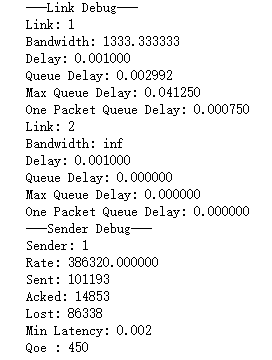 ———Link Debug———
Link: 1
Bandwidth: 1333.333333
Delay: 0.001000
Queue Delay: 0.002992
Max Queue Delay: 0.041250
One Packet Queue Delay: 0.000750
Link: 2
Bandwidth: inf
Delay: 0.001000
Queue Delay: 0.000000
Max Queue Delay: 0.000000
One Packet Queue Delay: 0.000000
———Sender Debug———
Sender: 1
Rate: 386320.000000
Sent: 101193
Acked: 14853
Lost: 86338
Min Latency: 0.002
Qoe : 450